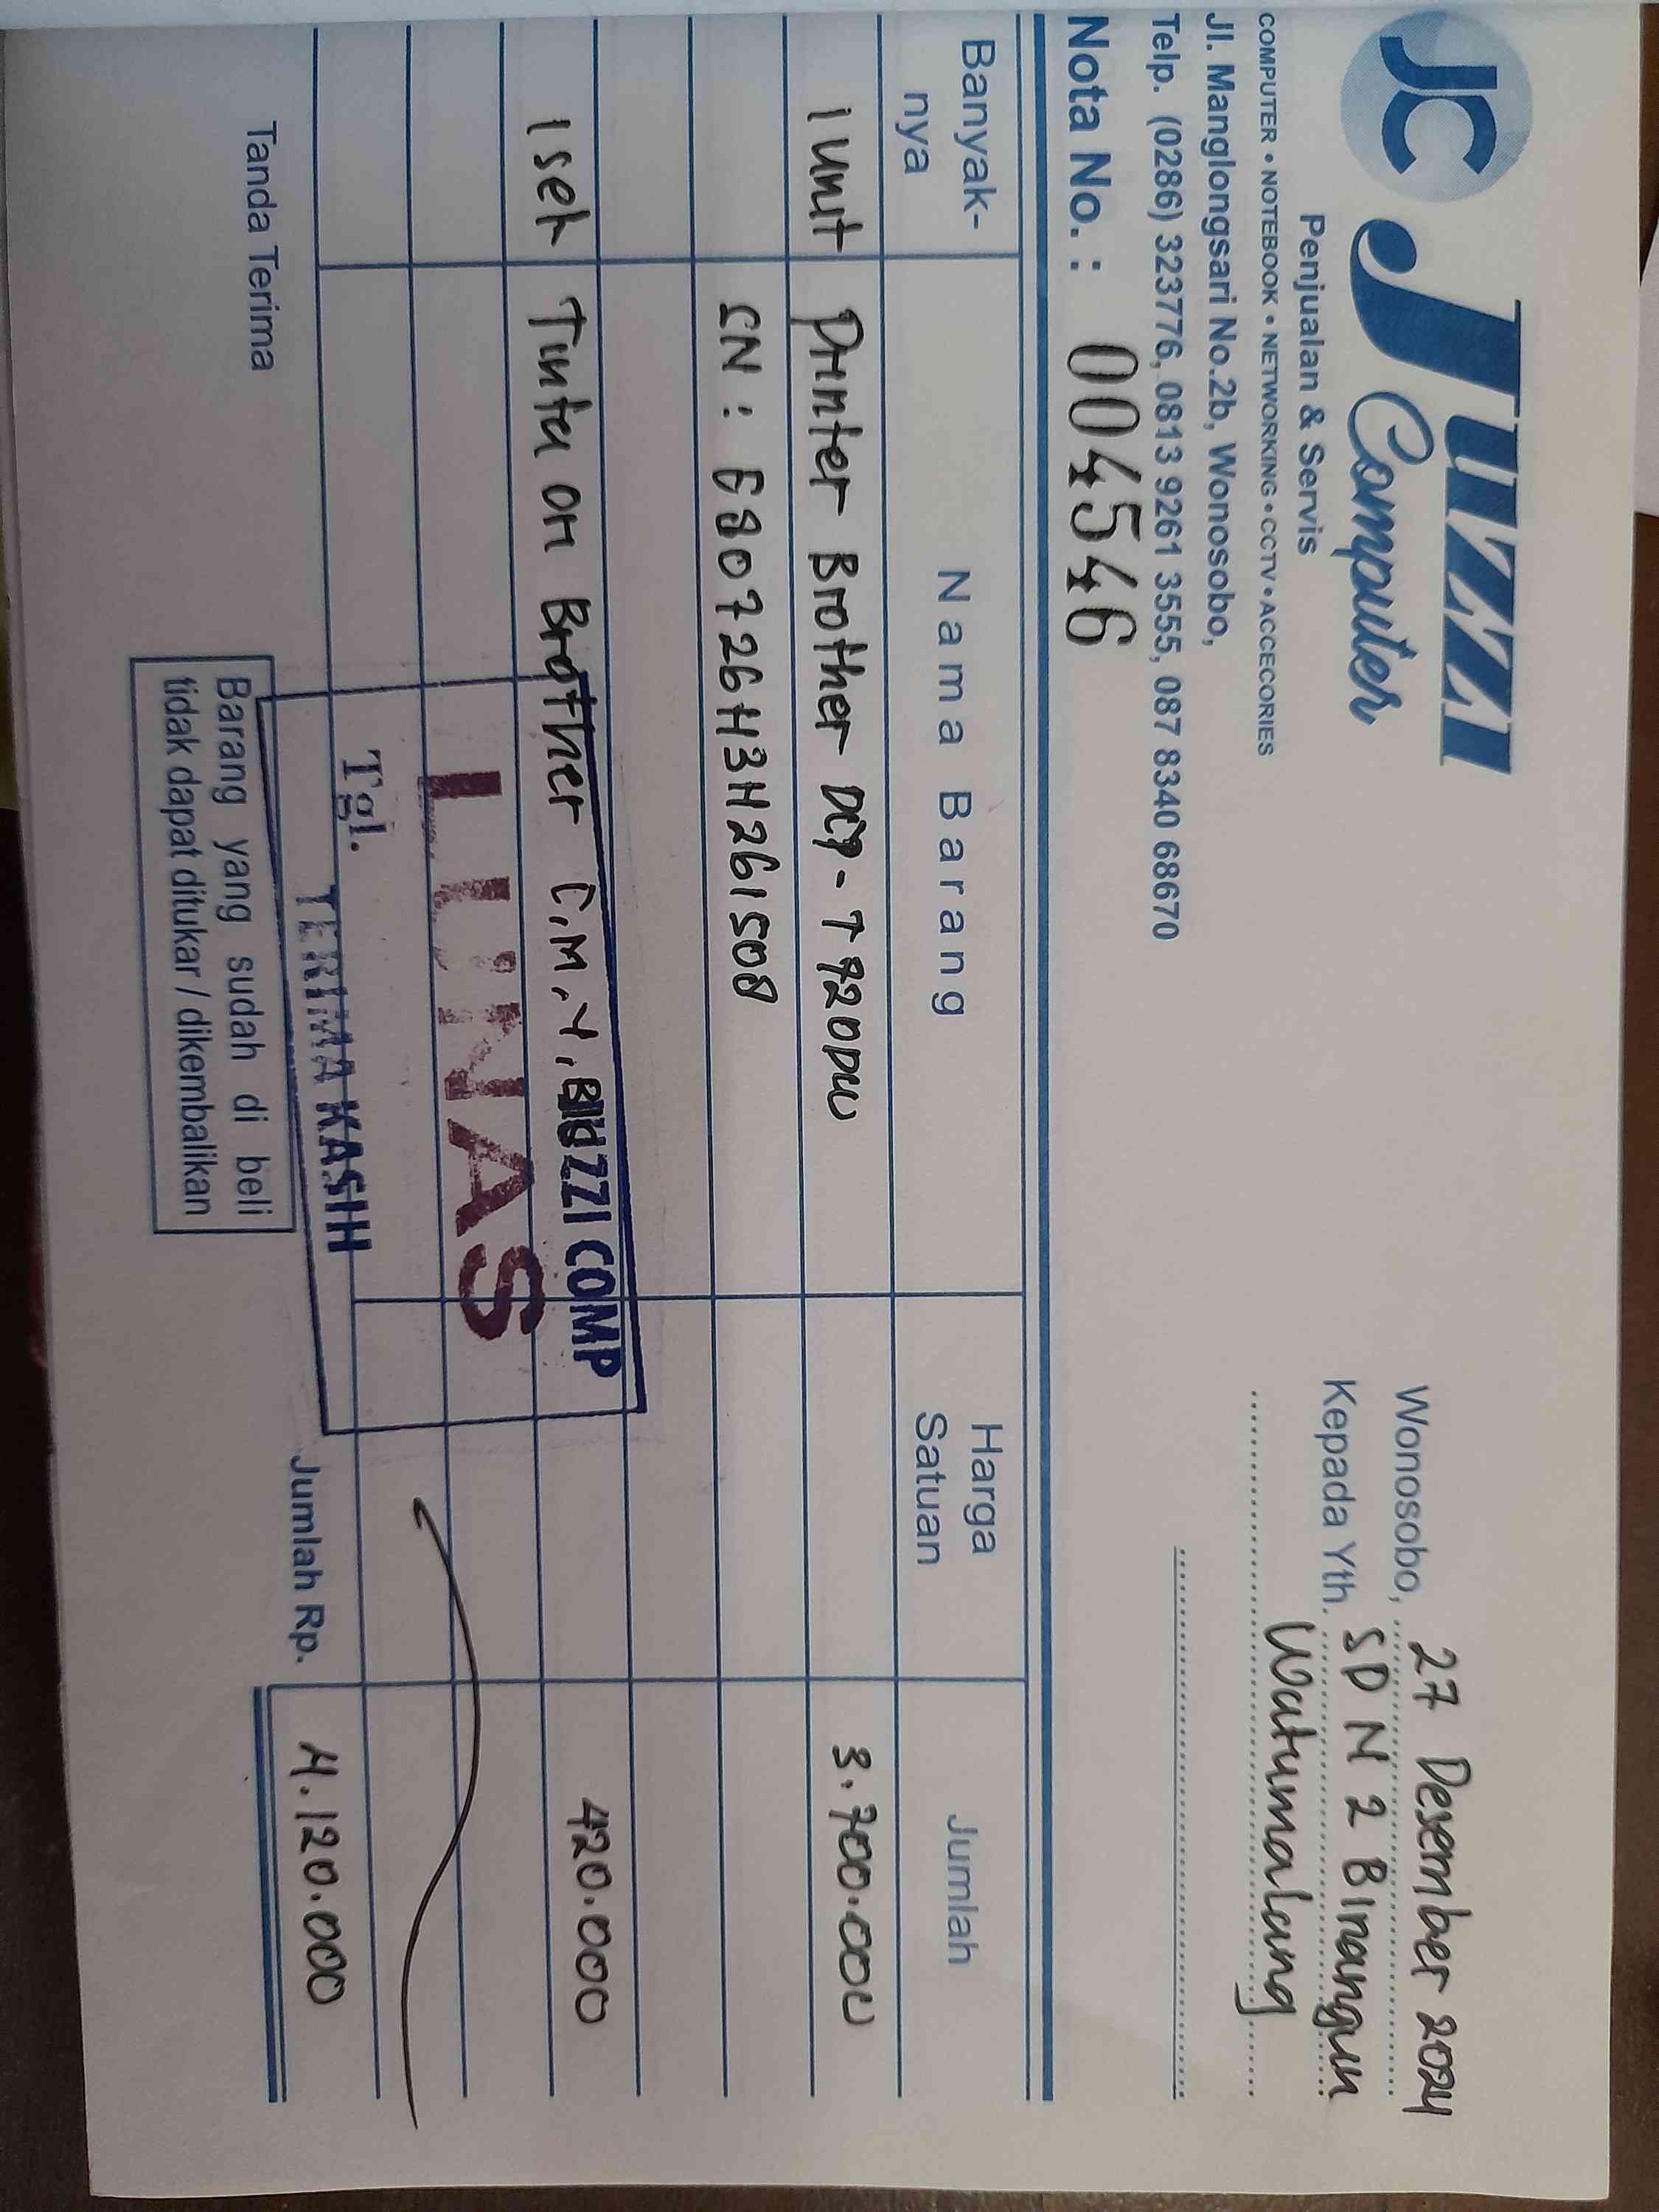 JC JUZZI
Computer
Penjualan & Servis
COMPUTER • NOTEBOOK • NETWORKING • CCTV • ACCECORIES
Jl. Manglongsari No.2b, Wonosobo,
Telp. (0286) 323776, 0813 9261 3555, 087 8340 68670
Nota No. : 004546
Wonosobo, 27 Desember 2024
Kepada Yth. SD N 2 Binangun
Watumalang
Banyak-nya Nama Barang Harga Satuan Jumlah
1 unit Printer Brother DCP-T720DW 3.700.000
SN : E80726H3H261508
1 set Tinta ori Brother C,M,Y, 420.000
JUZZI COMP
LUNAS
Tgl.
TERIMA KASIH
Tanda Terima
Barang yang sudah di beli
tidak dapat ditukar / dikembalikan
Jumlah Rp. 4.120.000